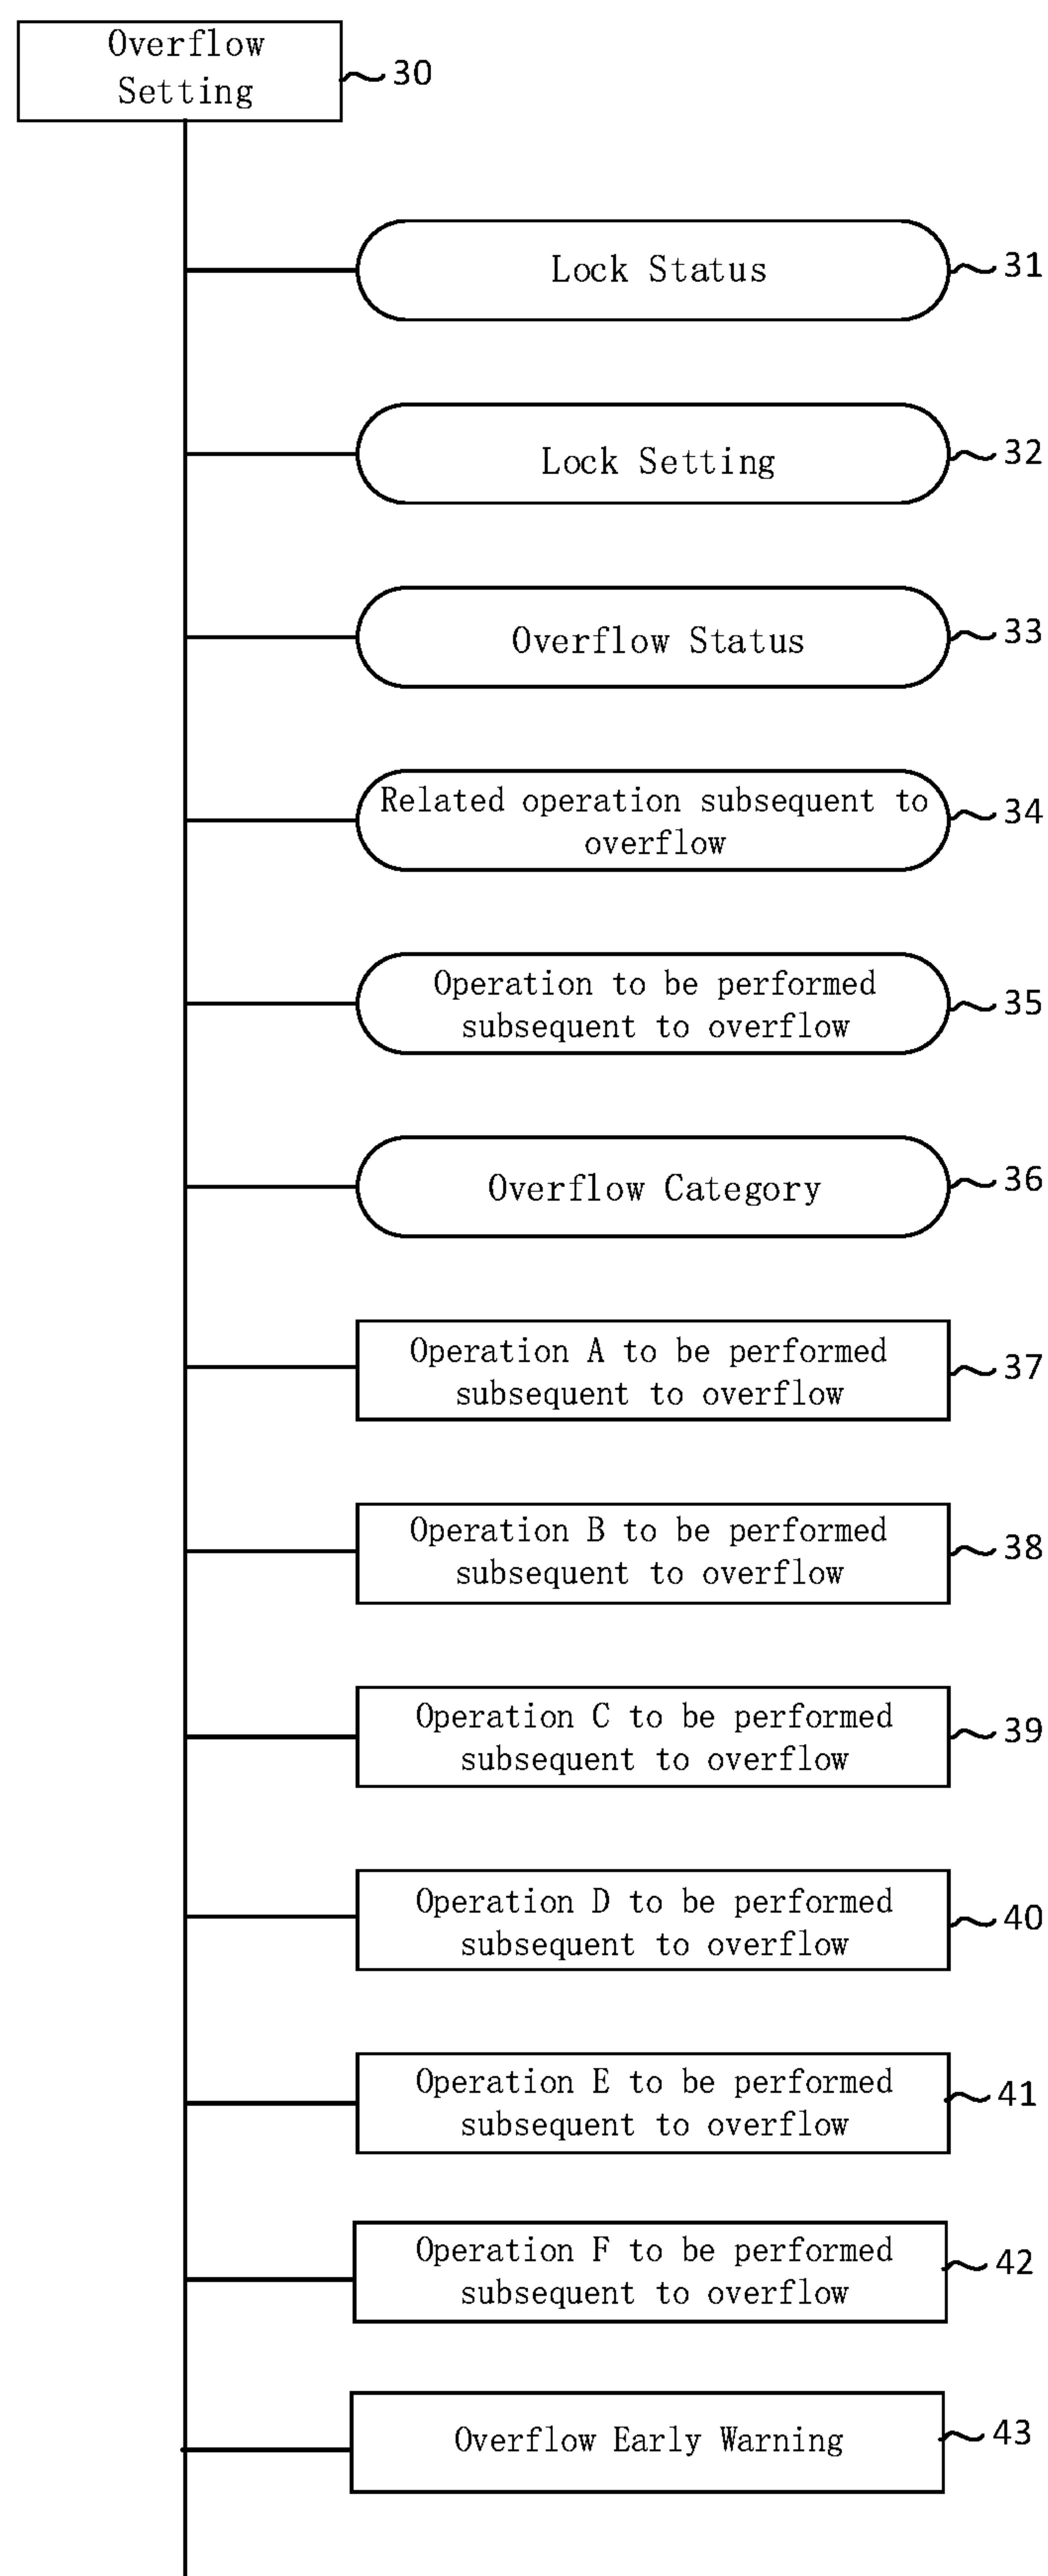 Overflow
Setting
30
Lock Status
31
Lock Setting
32
Overflow Status
33
Related operation subsequent to
overflow
34
Operation to be performed
subsequent to overflow
35
Overflow Category
36
Operation A to be performed
subsequent to overflow
37
Operation B to be performed
subsequent to overflow
38
Operation C to be performed
subsequent to overflow
39
Operation D to be performed
subsequent to overflow
40
Operation E to be performed
subsequent to overflow
41
Operation F to be performed
subsequent to overflow
42
Overflow Early Warning
43